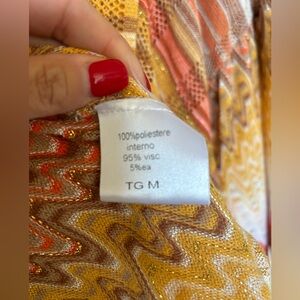 100%poliestere
interno
95% visc
5%ea
TG M